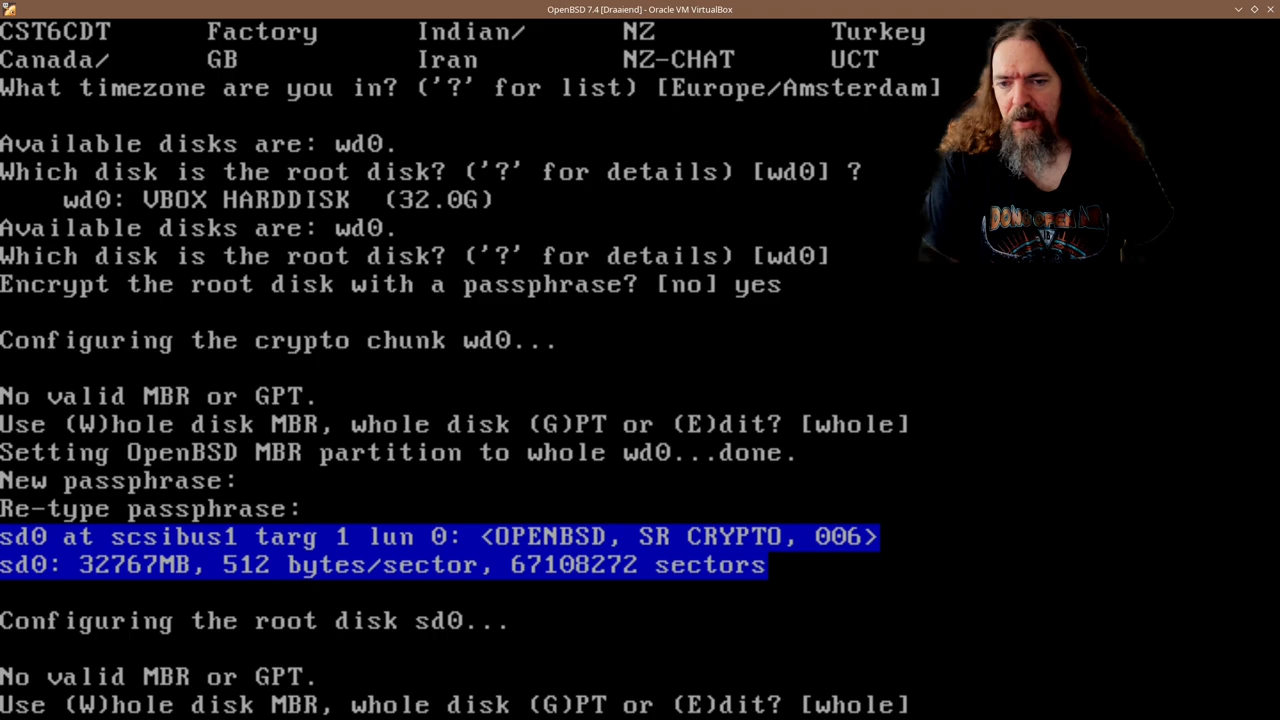 OpenBSD 7.4 [Draaiend] - Oracle VM VirtualBox
CST6CDT Factory Indian/ NZ Turkey
Canada/ GB Iran NZ-CHAT UCT
What timezone are you in? ('?' for list) [Europe/Amsterdam]
Available disks are: wd0.
Which disk is the root disk? ('?' for details) [wd0] ?
wd0: VBOX HARDDISK (32.0G)
Available disks are: wd0.
Which disk is the root disk? ('?' for details) [wd0]
Encrypt the root disk with a passphrase? [no] yes
Configuring the crypto chunk wd0...
No valid MBR or GPT.
Use (W)hole disk MBR, whole disk (G)PT or (E)dit? [whole]
Setting OpenBSD MBR partition to whole wd0...done.
New passphrase:
Re-type passphrase:
sd0 at scsibus1 targ 1 lun 0: <OPENBSD, SR CRYPTO, 006>
sd0: 32767MB, 512 bytes/sector, 67108272 sectors
Configuring the root disk sd0...
No valid MBR or GPT.
Use (W)hole disk MBR, whole disk (G)PT or (E)dit? [whole]